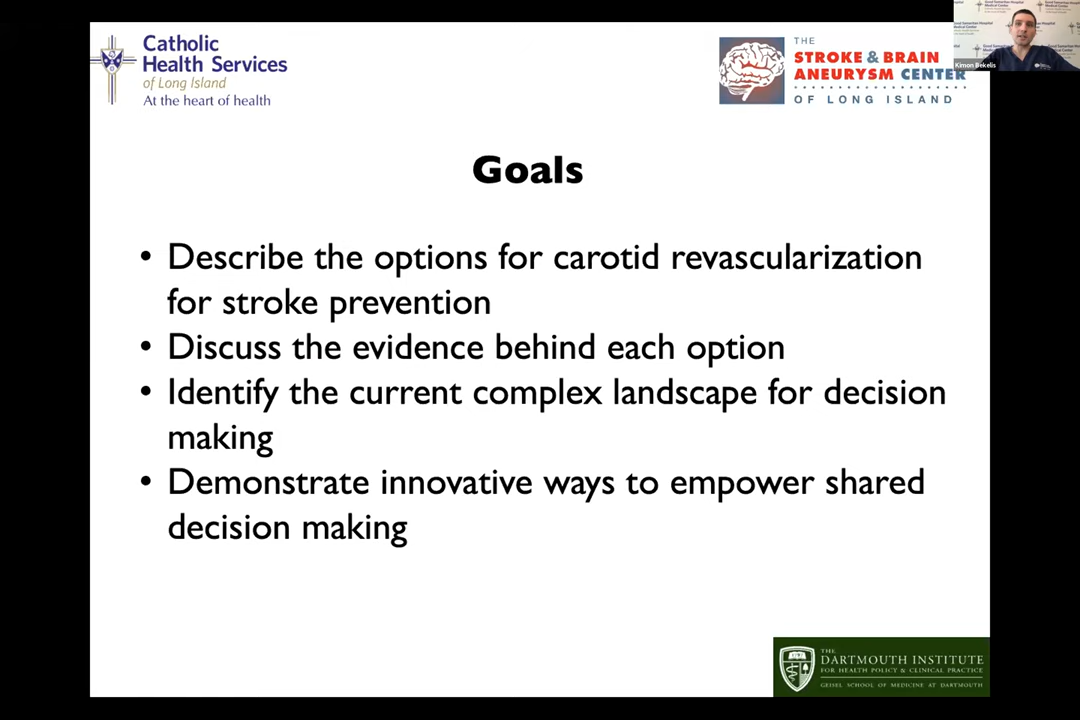 Catholic
Health Services
of Long Island
At the heart of health
THE
STROKE & BRAIN
ANEURYSM CENTER
OF LONG ISLAND
Kimon Bekelis
Goals
• Describe the options for carotid revascularization
for stroke prevention
• Discuss the evidence behind each option
• Identify the current complex landscape for decision
making
• Demonstrate innovative ways to empower shared
decision making
THE
DARTMOUTH INSTITUTE
FOR HEALTH POLICY & CLINICAL PRACTICE
GEISEL SCHOOL OF MEDICINE AT DARTMOUTH